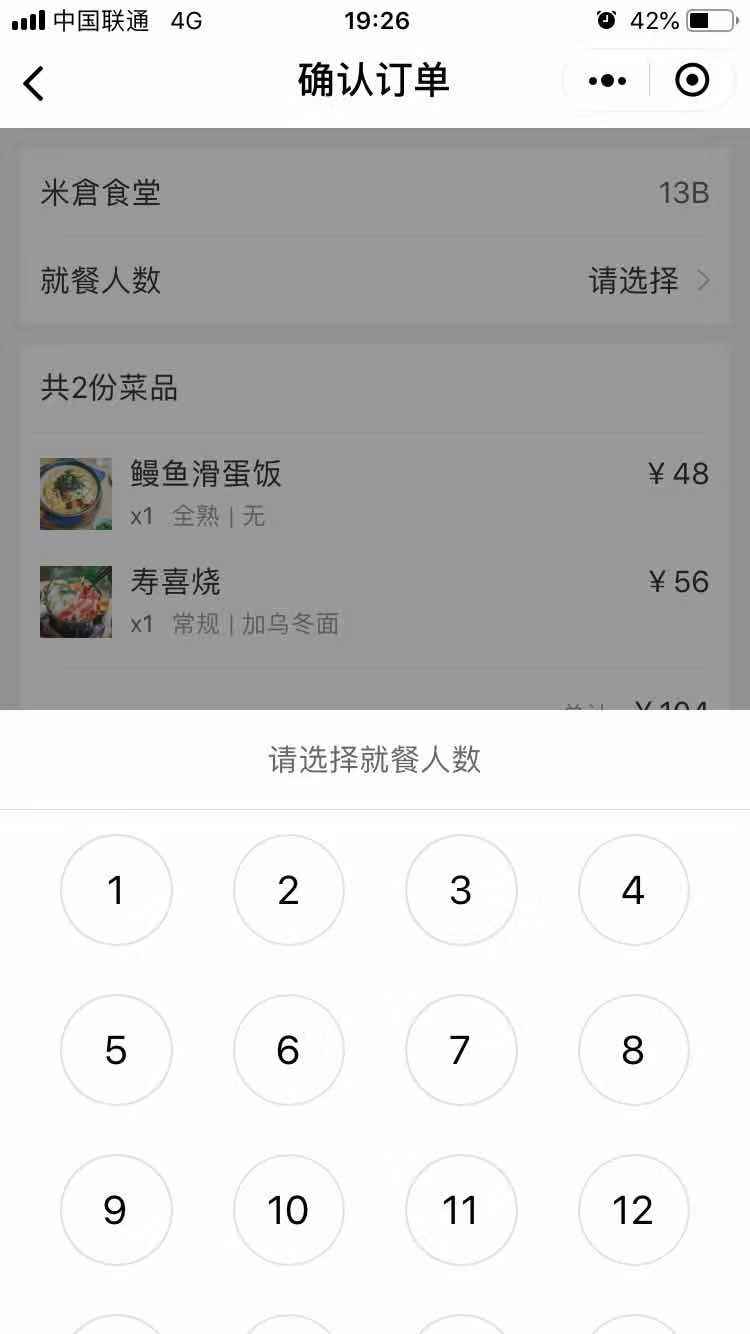 中国联通 4G 19:26 42%
确认订单
米倉食堂 13B
就餐人数 请选择
共2份菜品
鳗鱼滑蛋饭 ￥48
x1 全熟 | 无
寿喜烧 ￥56
x1 常规 | 加乌冬面
￥104
请选择就餐人数
1 2 3 4
5 6 7 8
9 10 11 12